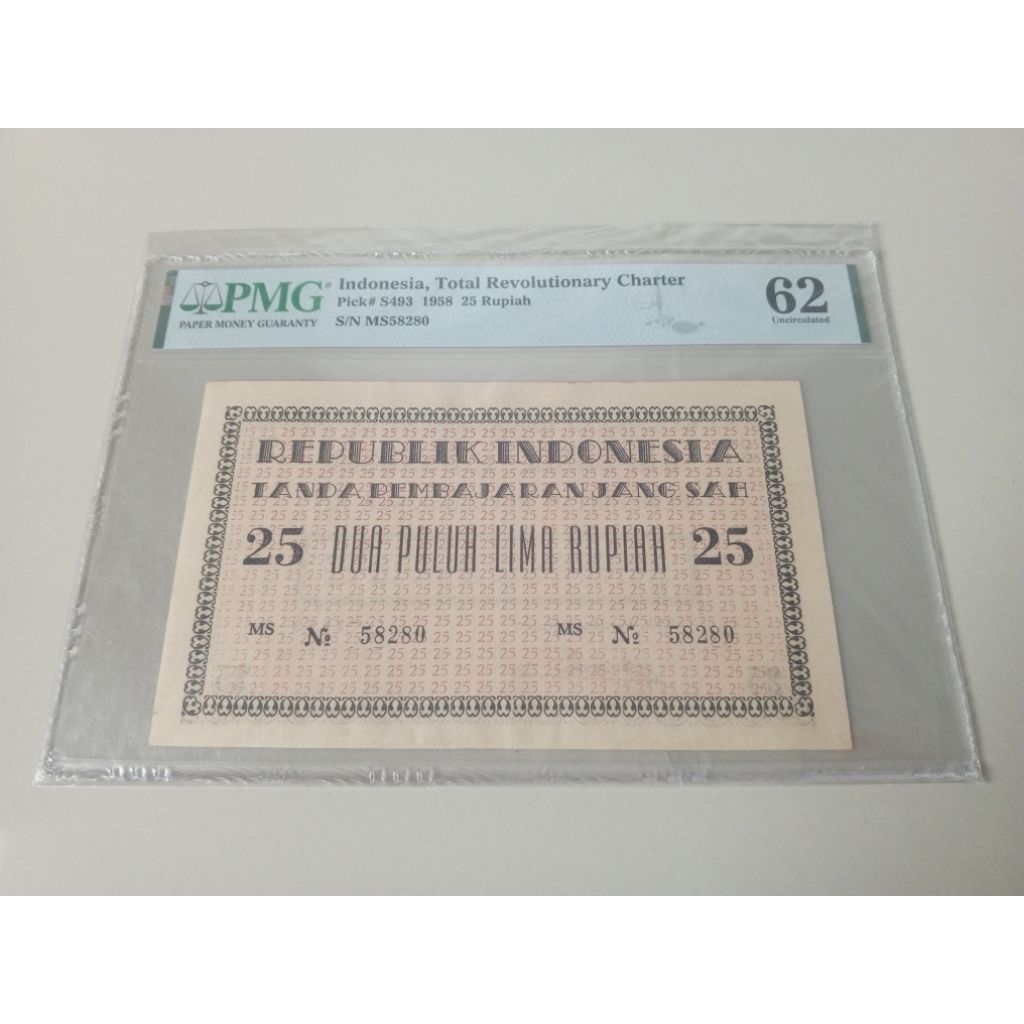 PMG
PAPER MONEY GUARANTY
Indonesia, Total Revolutionary Charter
Pick# S493 1958 25 Rupiah
S/N MS58280
62
Uncirculated
REPUBLIK INDONESIA
TANDA PEMBAJARAN JANG SAH
25 DUA PULUH LIMA RUPIAH 25
MS № 58280 MS № 58280